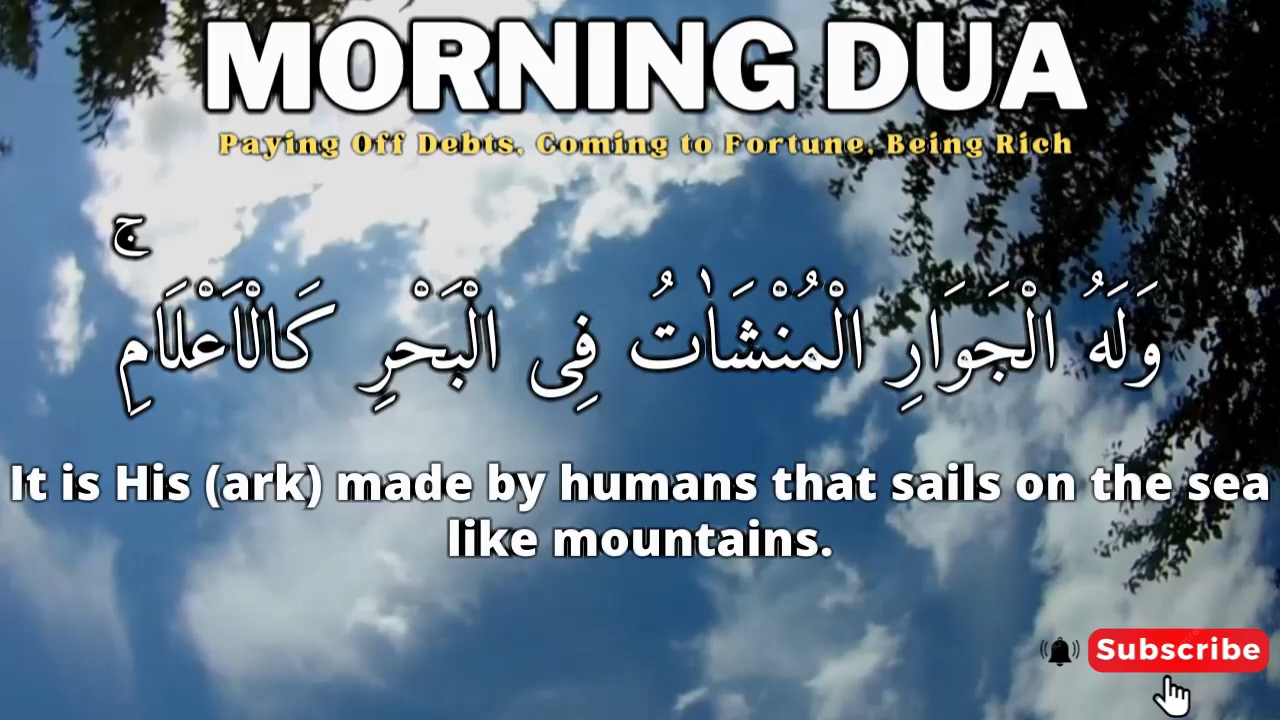 MORNING DUA
Paying Off Debts, Coming to Fortune, Being Rich
وَلَهُ الْجَوَارِ الْمُنْشَاٰتُ فِى الْبَحْرِ كَالْاَعْلَامِۚ
It is His (ark) made by humans that sails on the sea
like mountains.
Subscribe